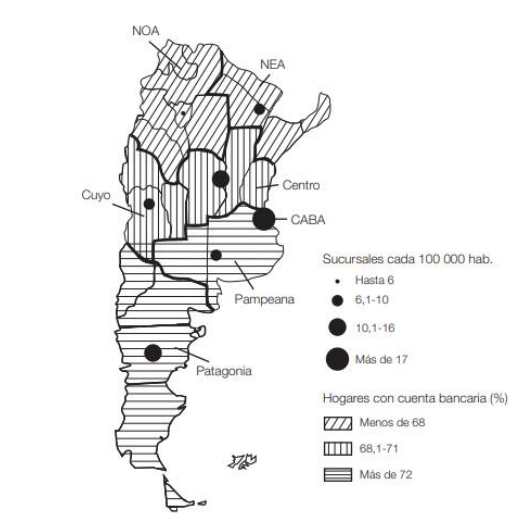 NOA
NEA
Cuyo
Centro
CABA
Pampeana
Patagonia
Sucursales cada 100 000 hab.
Hasta 6
6,1-10
10,1-16
Más de 17
Hogares con cuenta bancaria (%)
Menos de 68
68,1-71
Más de 72